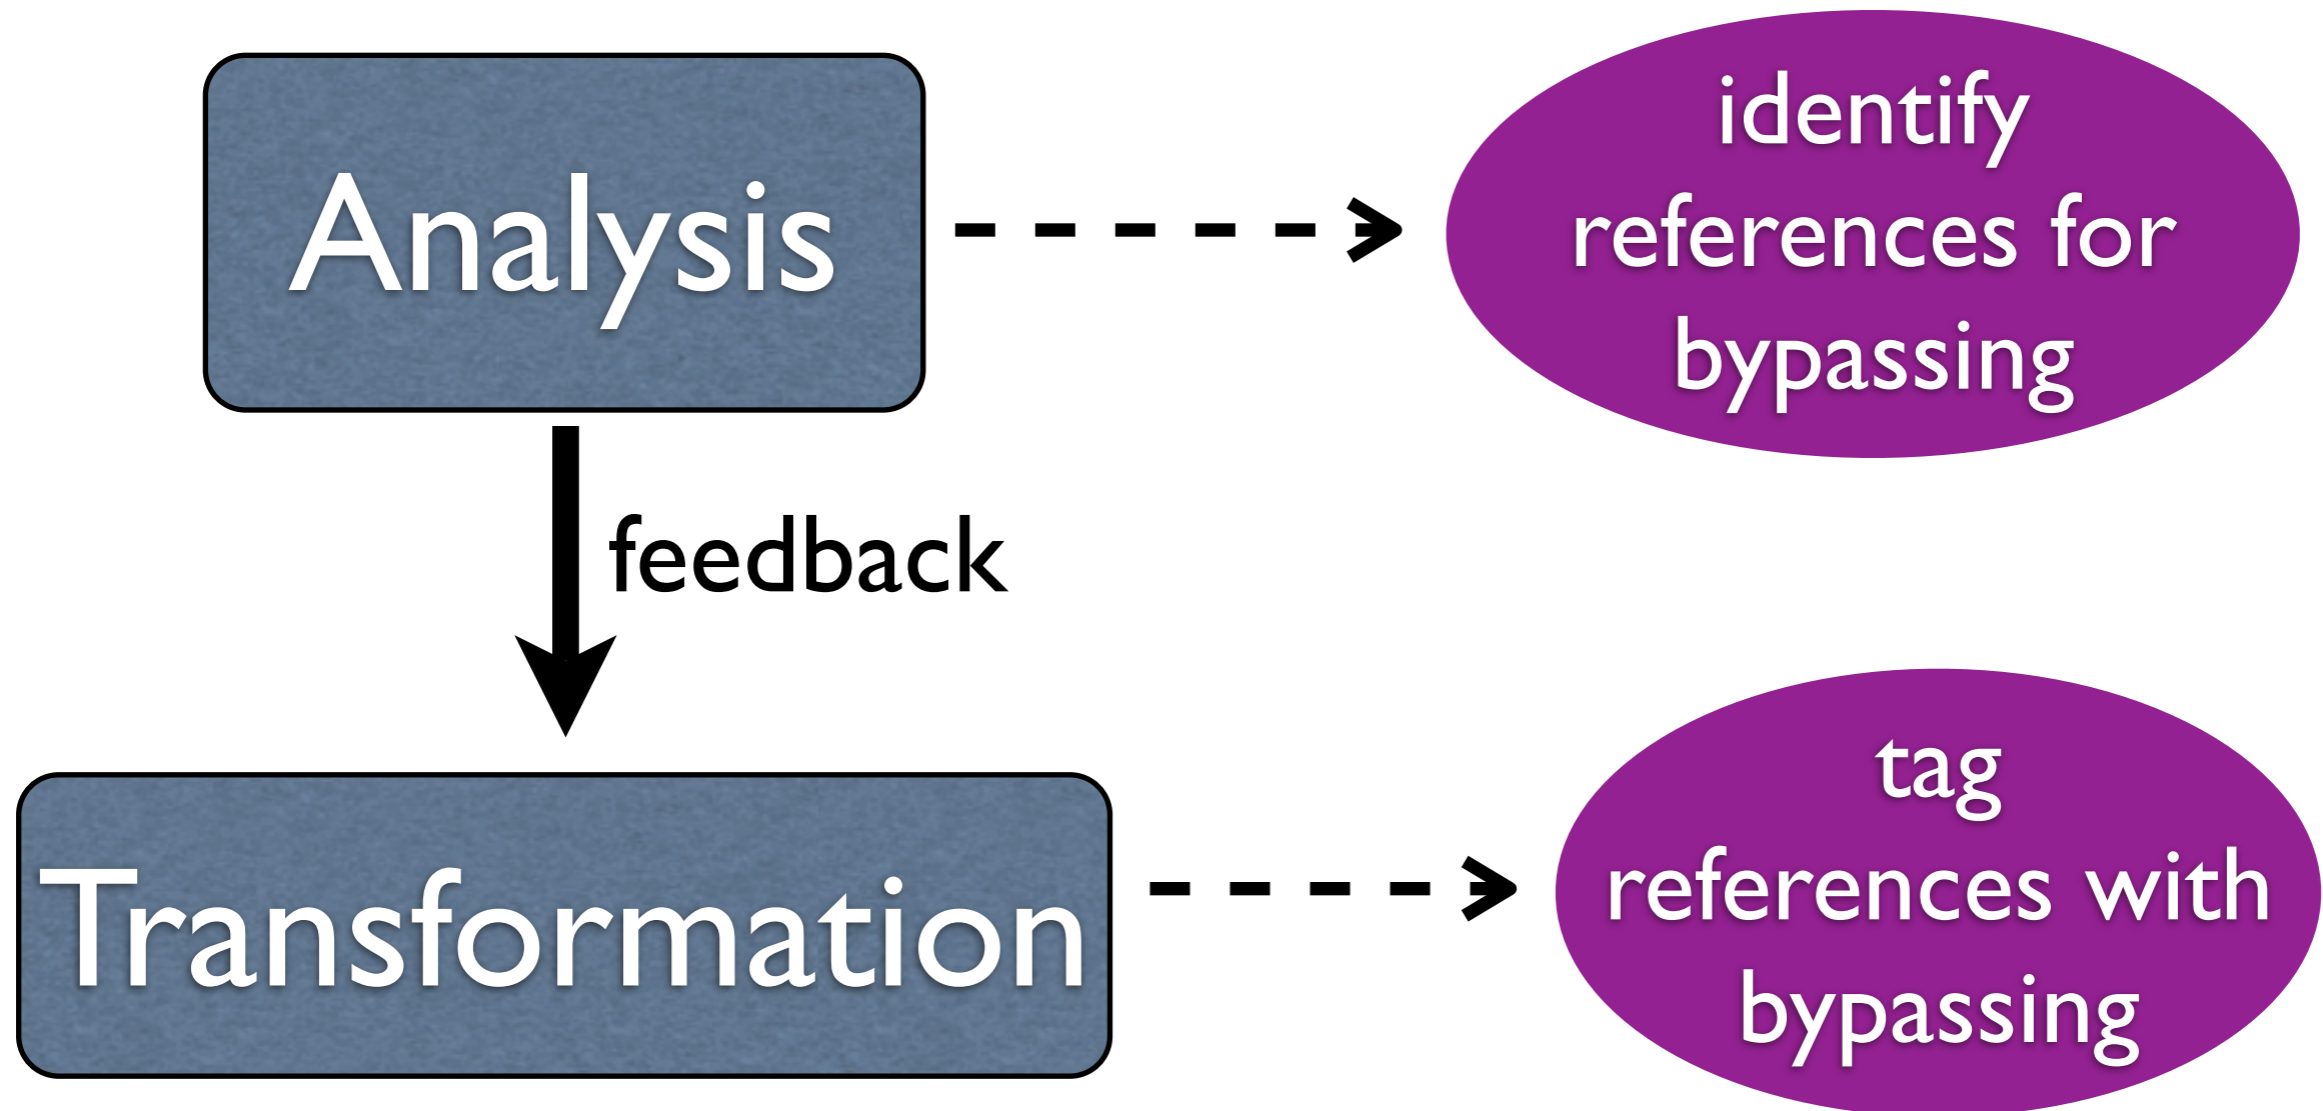 Analysis
identify
references for
bypassing
feedback
Transformation
tag
references with
bypassing